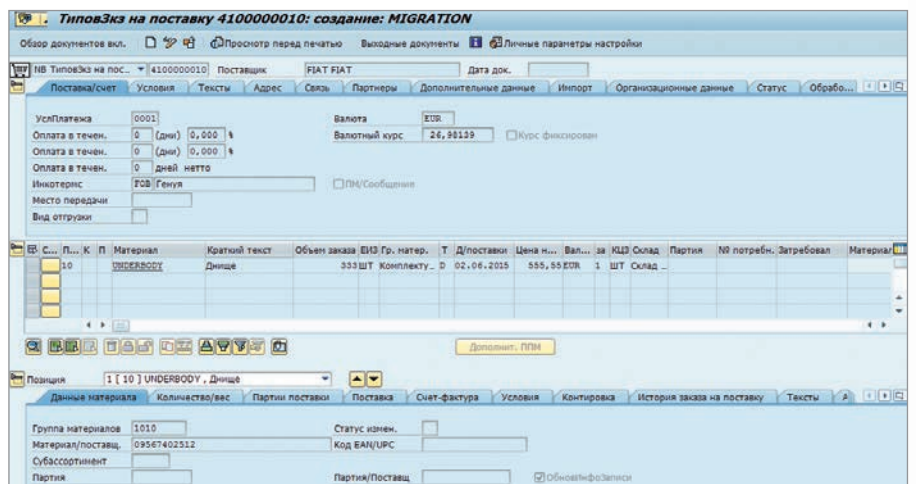 ТиповЗкз на поставку 4100000010: создание: MIGRATION
Обзор документов вкл. Просмотр перед печатью Выходные документы Личные параметры настройки
NB ТиповЗкз на пос... 4100000010 Поставщик FIAT FIAT Дата док.
Поставка/счет Условия Тексты Адрес Связь Партнеры Дополнительные данные Импорт Организационные данные Статус Обрабо...
УслПлатежа 0001 Валюта EUR
Оплата в течен. 0 (дни) 0,000 % Валютный курс 26,98139 Курс фиксирован
Оплата в течен. 0 (дни) 0,000 %
Оплата в течен. 0 дней нетто
Инкотермс FOB Генуя ПМ/Сообщение
Место передачи
Вид отгрузки
С... П... К П Материал Краткий текст Объем заказа ЕИЗ Гр. матер. Т Д/поставки Цена н... Вал... за КЦЗ Склад Партия № потребн. Затребовал Материал
10 UNDERBODY Днище 333 ШТ Комплекту... D 02.06.2015 555,55 EUR 1 ШТ Склад ...
Дополнит. ППМ
Позиция 1 [ 10 ] UNDERBODY , Днище
Данные материала Количество/вес Партии поставки Поставка Счет-фактура Условия Контировка История заказа на поставку Тексты А
Группа материалов 1010 Статус измен.
Материал/поставщ. 09567402512 Код EAN/UPC
Субассортимент
Партия Партия/Поставщ ОбновИнфоЗаписи